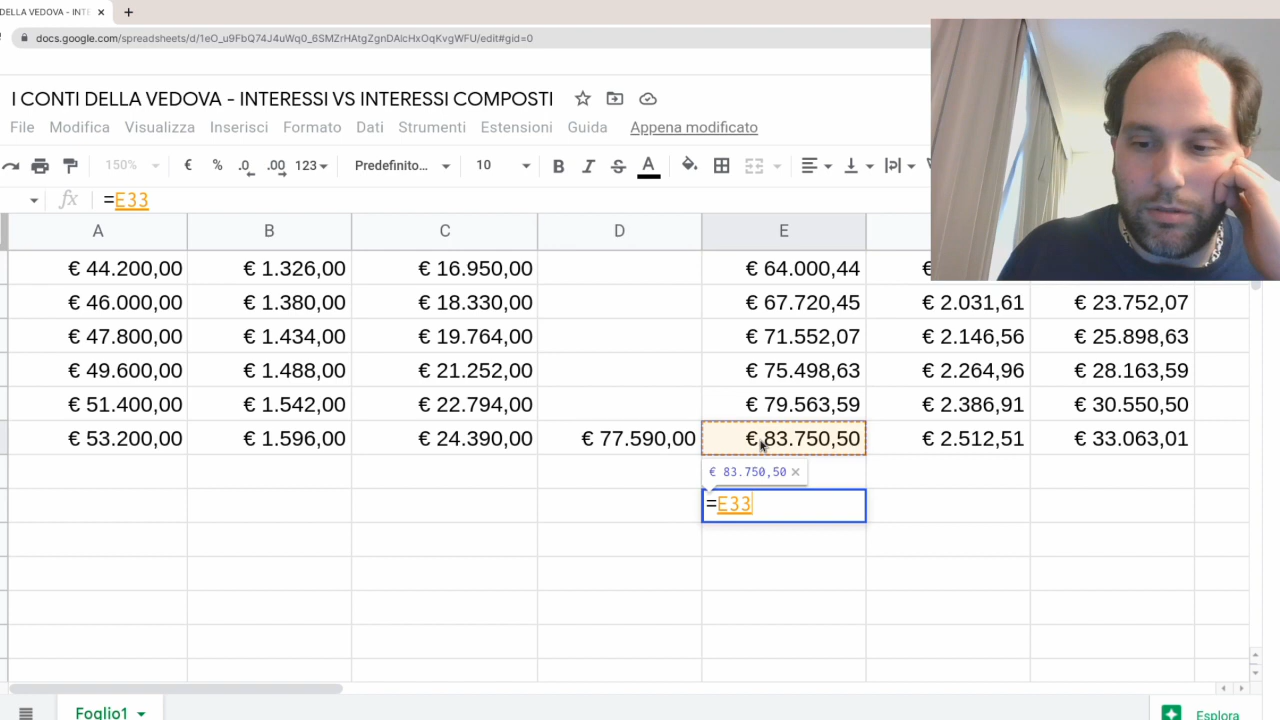 DELLA VEDOVA - INTE
docs.google.com/spreadsheets/d/1eO_u9FbQ74J4uWq0_6SMZrHAtgZgnDAlcHxOqKvgWFU/edit#gid=0
I CONTI DELLA VEDOVA - INTERESSI VS INTERESSI COMPOSTI
File Modifica Visualizza Inserisci Formato Dati Strumenti Estensioni Guida Appena modificato
150% € % .0 .00 123 Predefinito... 10 B I S A
fx =E33
A B C D E
€ 44.200,00 € 1.326,00 € 16.950,00 € 64.000,44 €
€ 46.000,00 € 1.380,00 € 18.330,00 € 67.720,45 € 2.031,61 € 23.752,07
€ 47.800,00 € 1.434,00 € 19.764,00 € 71.552,07 € 2.146,56 € 25.898,63
€ 49.600,00 € 1.488,00 € 21.252,00 € 75.498,63 € 2.264,96 € 28.163,59
€ 51.400,00 € 1.542,00 € 22.794,00 € 79.563,59 € 2.386,91 € 30.550,50
€ 53.200,00 € 1.596,00 € 24.390,00 € 77.590,00 € 83.750,50 € 2.512,51 € 33.063,01
€ 83.750,50 ×
=E33
Foglio1
Esplora